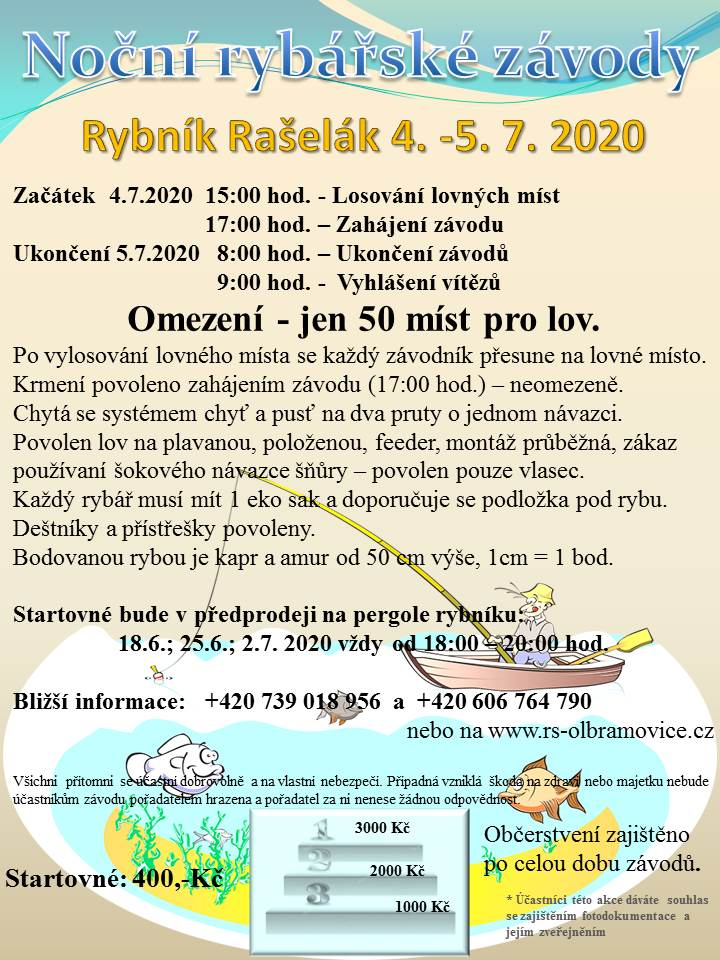 Noční rybářské závody
Rybník Rašelák 4. -5. 7. 2020
Začátek 4.7.2020 15:00 hod. - Losování lovných míst
17:00 hod. – Zahájení závodu
Ukončení 5.7.2020 8:00 hod. – Ukončení závodů
9:00 hod. - Vyhlášení vítězů
Omezení - jen 50 míst pro lov.
Po vylosování lovného místa se každý závodník přesune na lovné místo.
Krmení povoleno zahájením závodu (17:00 hod.) – neomezeně.
Chytá se systémem chyť a pusť na dva pruty o jednom návazci.
Povolen lov na plavanou, položenou, feeder, montáž průběžná, zákaz
používaní šokového návazce šňůry – povolen pouze vlasec.
Každý rybář musí mít 1 eko sak a doporučuje se podložka pod rybu.
Deštníky a přístřešky povoleny.
Bodovanou rybou je kapr a amur od 50 cm výše, 1cm = 1 bod.
Startovné bude v předprodeji na pergole rybníku:
18.6.; 25.6.; 2.7. 2020 vždy od 18:00 – 20:00 hod.
Bližší informace: +420 739 018 956 a +420 606 764 790
nebo na www.rs-olbramovice.cz
Všichni přítomni se účastní dobrovolně a na vlastní nebezpečí. Případná vzniklá škoda na zdraví nebo majetku nebude
účastníkům závodu pořadatelem hrazena a pořadatel za ni nenese žádnou odpovědnost.
1 3000 Kč
2 2000 Kč
3 1000 Kč
Startovné: 400,-Kč
Občerstvení zajištěno
po celou dobu závodů.
* Účastníci této akce dáváte souhlas
se zajištěním fotodokumentace a
jejím zveřejněním